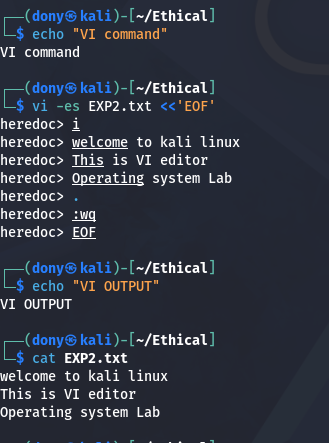 ┌──(dony㉿kali)-[~/Ethical]
└─$ echo "VI command"
VI command
┌──(dony㉿kali)-[~/Ethical]
└─$ vi -es EXP2.txt <<'EOF'
heredoc> i
heredoc> welcome to kali linux
heredoc> This is VI editor
heredoc> Operating system Lab
heredoc> .
heredoc> :wq
heredoc> EOF
┌──(dony㉿kali)-[~/Ethical]
└─$ echo "VI OUTPUT"
VI OUTPUT
┌──(dony㉿kali)-[~/Ethical]
└─$ cat EXP2.txt
welcome to kali linux
This is VI editor
Operating system Lab